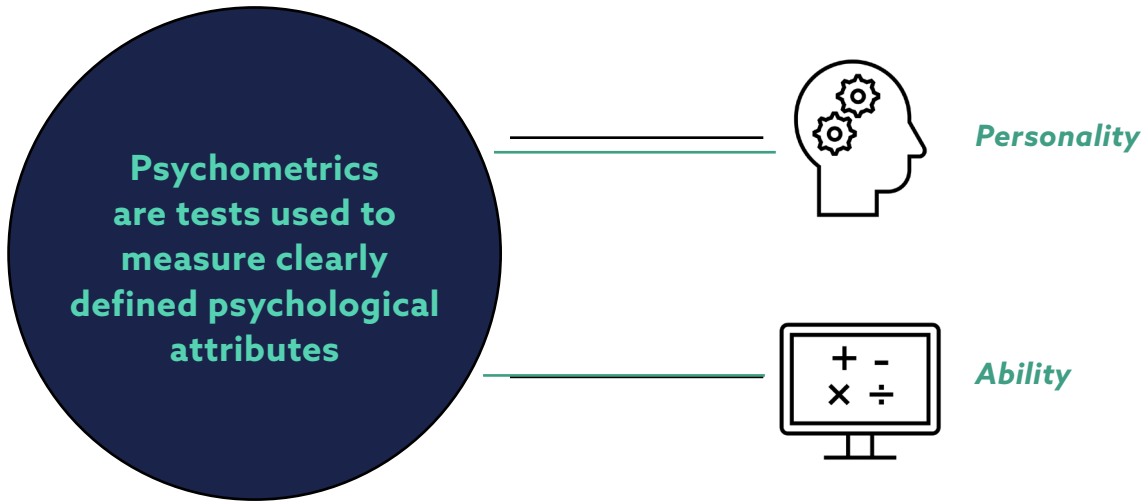 Psychometrics
are tests used to
measure clearly
defined psychological
attributes
Personality
+ -
× ÷
Ability